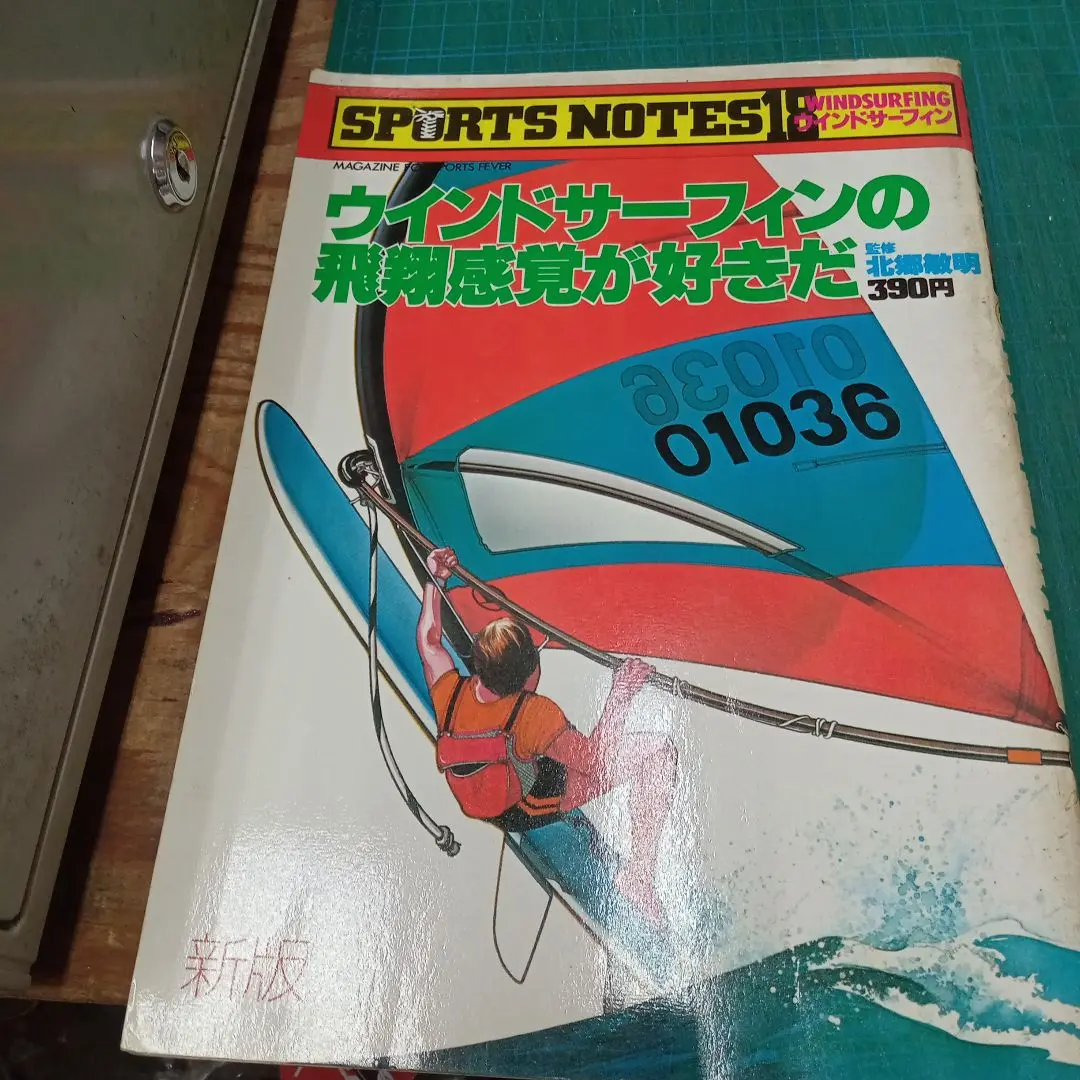 SPORTS NOTES18
WINDSURFING
ウインドサーフィン
MAGAZINE FOR SPORTS FEVER
ウインドサーフィンの
飛翔感覚が好きだ
監修
北郷敏明
390円
01036
01036
新版